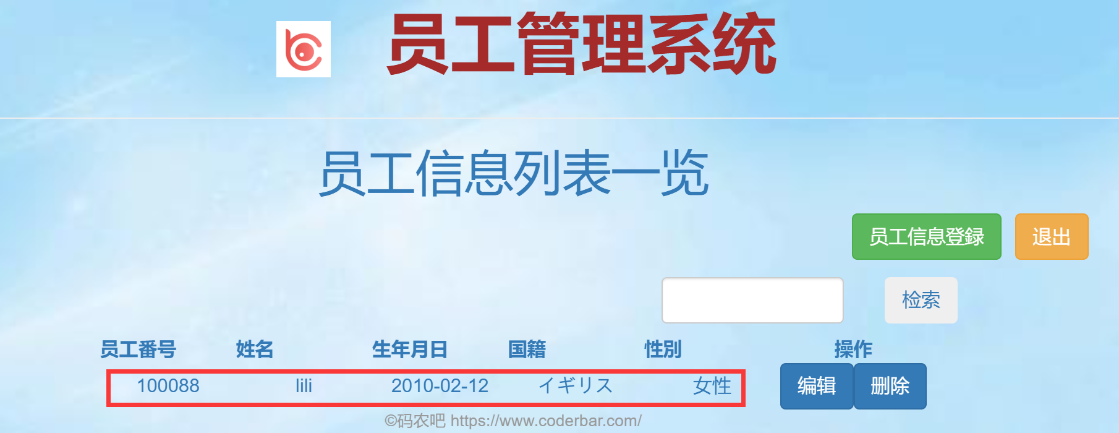 员工管理系统
员工信息列表一览
员工信息登録 退出
检索
员工番号 姓名 生年月日 国籍 性別 操作
100088 lili 2010-02-12 イギリス 女性 编辑 删除
©码农吧 https://www.coderbar.com/